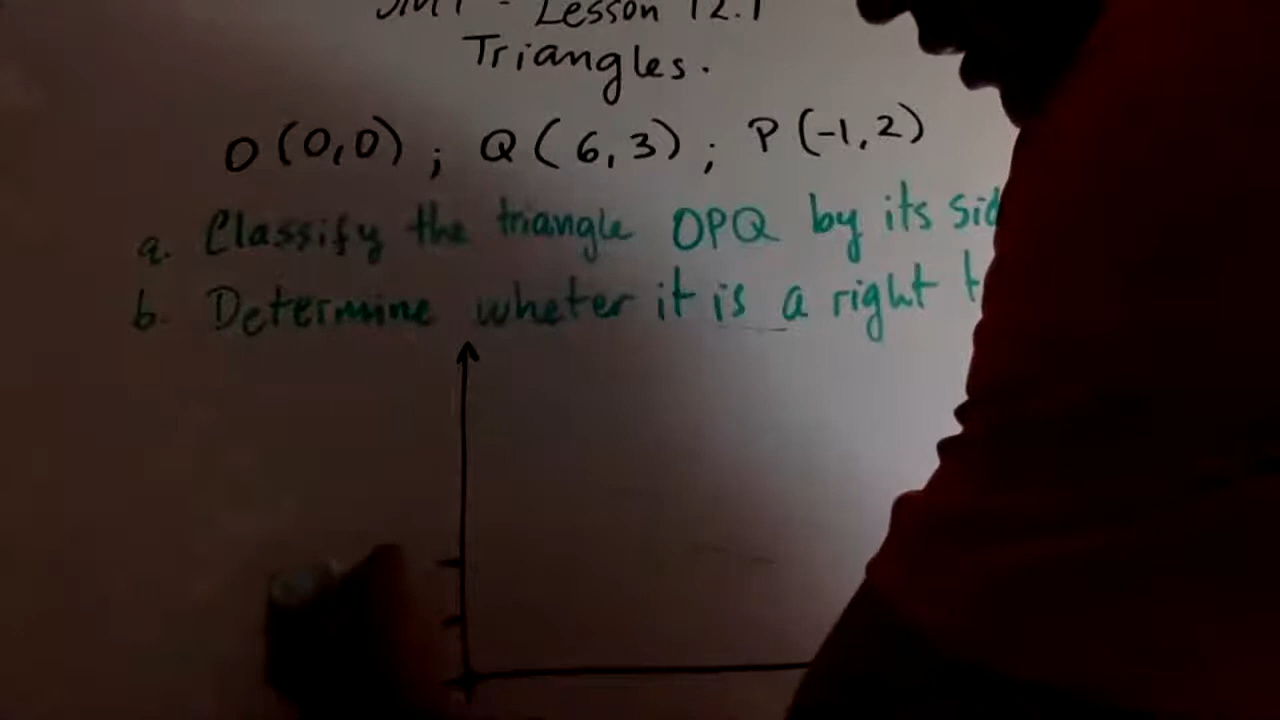 Lesson 12.1
Triangles.
O (0,0) ; Q ( 6,3) ; P (-1,2)
a. Classify the triangle OPQ by its
b. Determine wheter it is a right